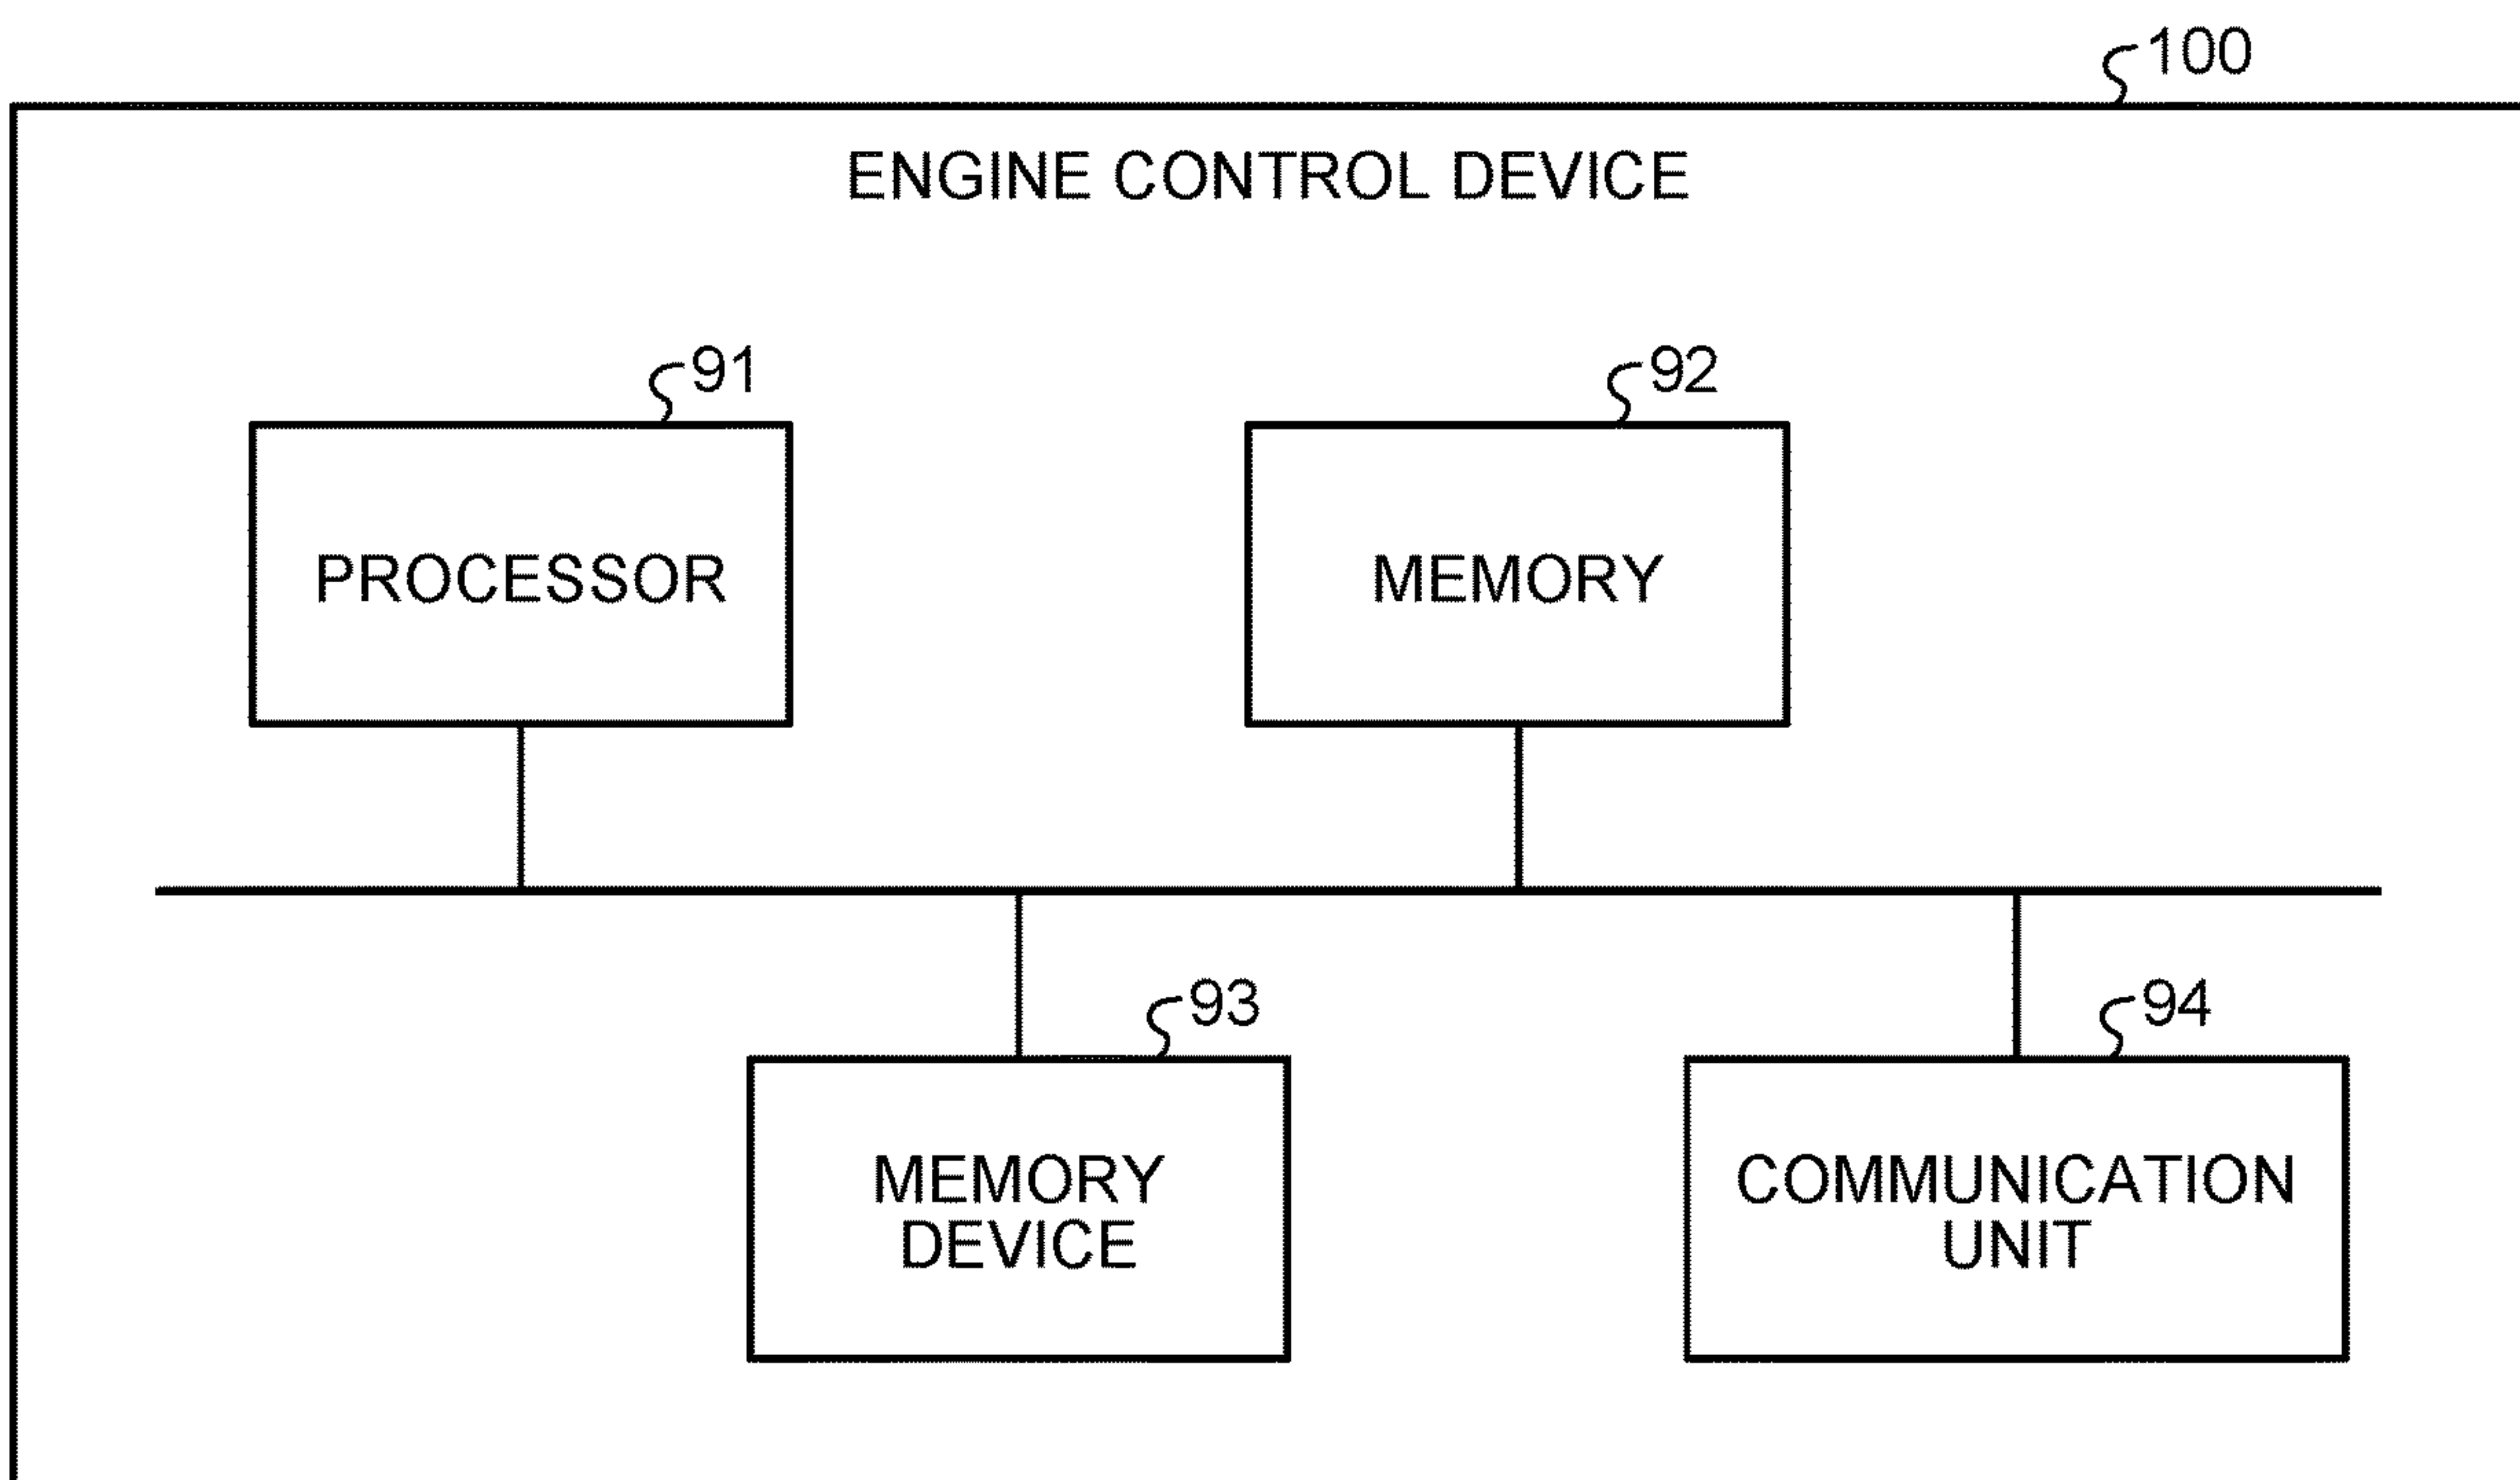 100
ENGINE CONTROL DEVICE
91
92
PROCESSOR
MEMORY
93
94
MEMORY
DEVICE
COMMUNICATION
UNIT